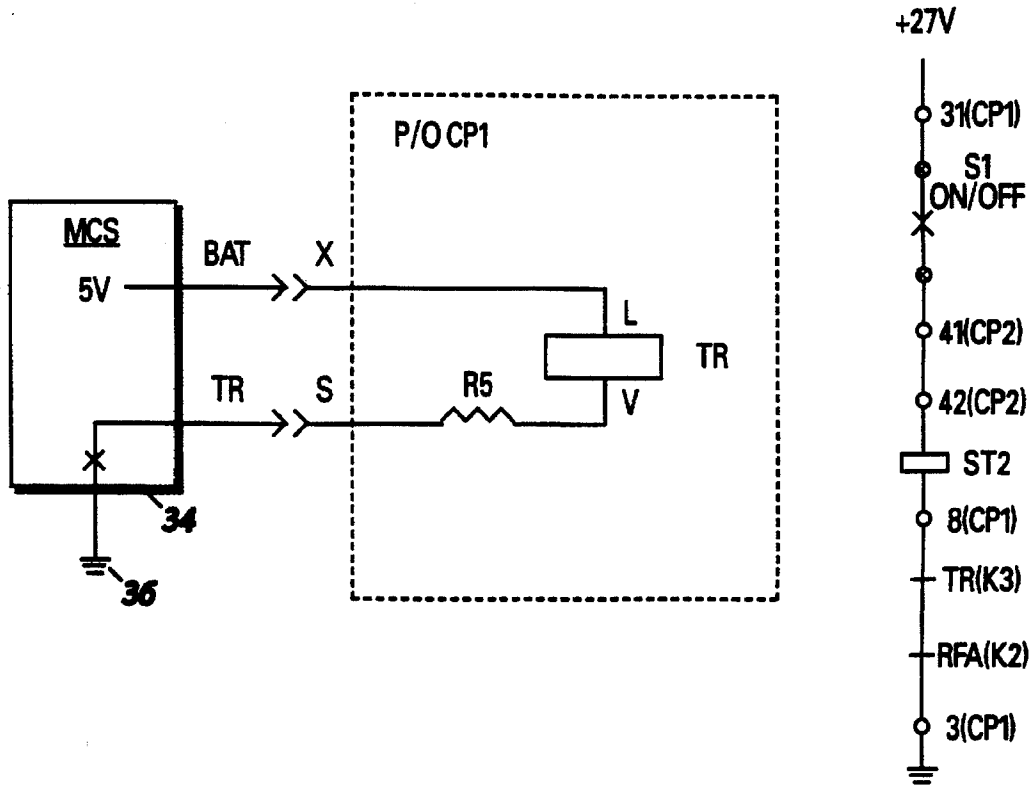 +27V
31(CP1)
S1
ON/OFF
41(CP2)
42(CP2)
ST2
8(CP1)
TR(K3)
RFA(K2)
3(CP1)
P/O CP1
MCS
5V
BAT
X
L
TR
V
R5
TR
S
34
36